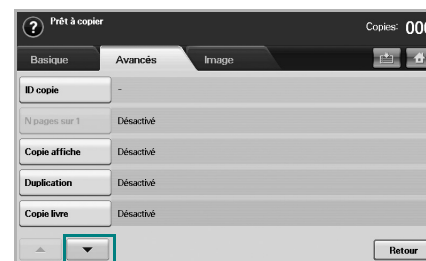 Prêt à copier
Copies: 000
Basique
Avancés
Image
ID copie
-
N pages sur 1
Désactivé
Copie affiche
Désactivé
Duplication
Désactivé
Copie livre
Désactivé
Retour